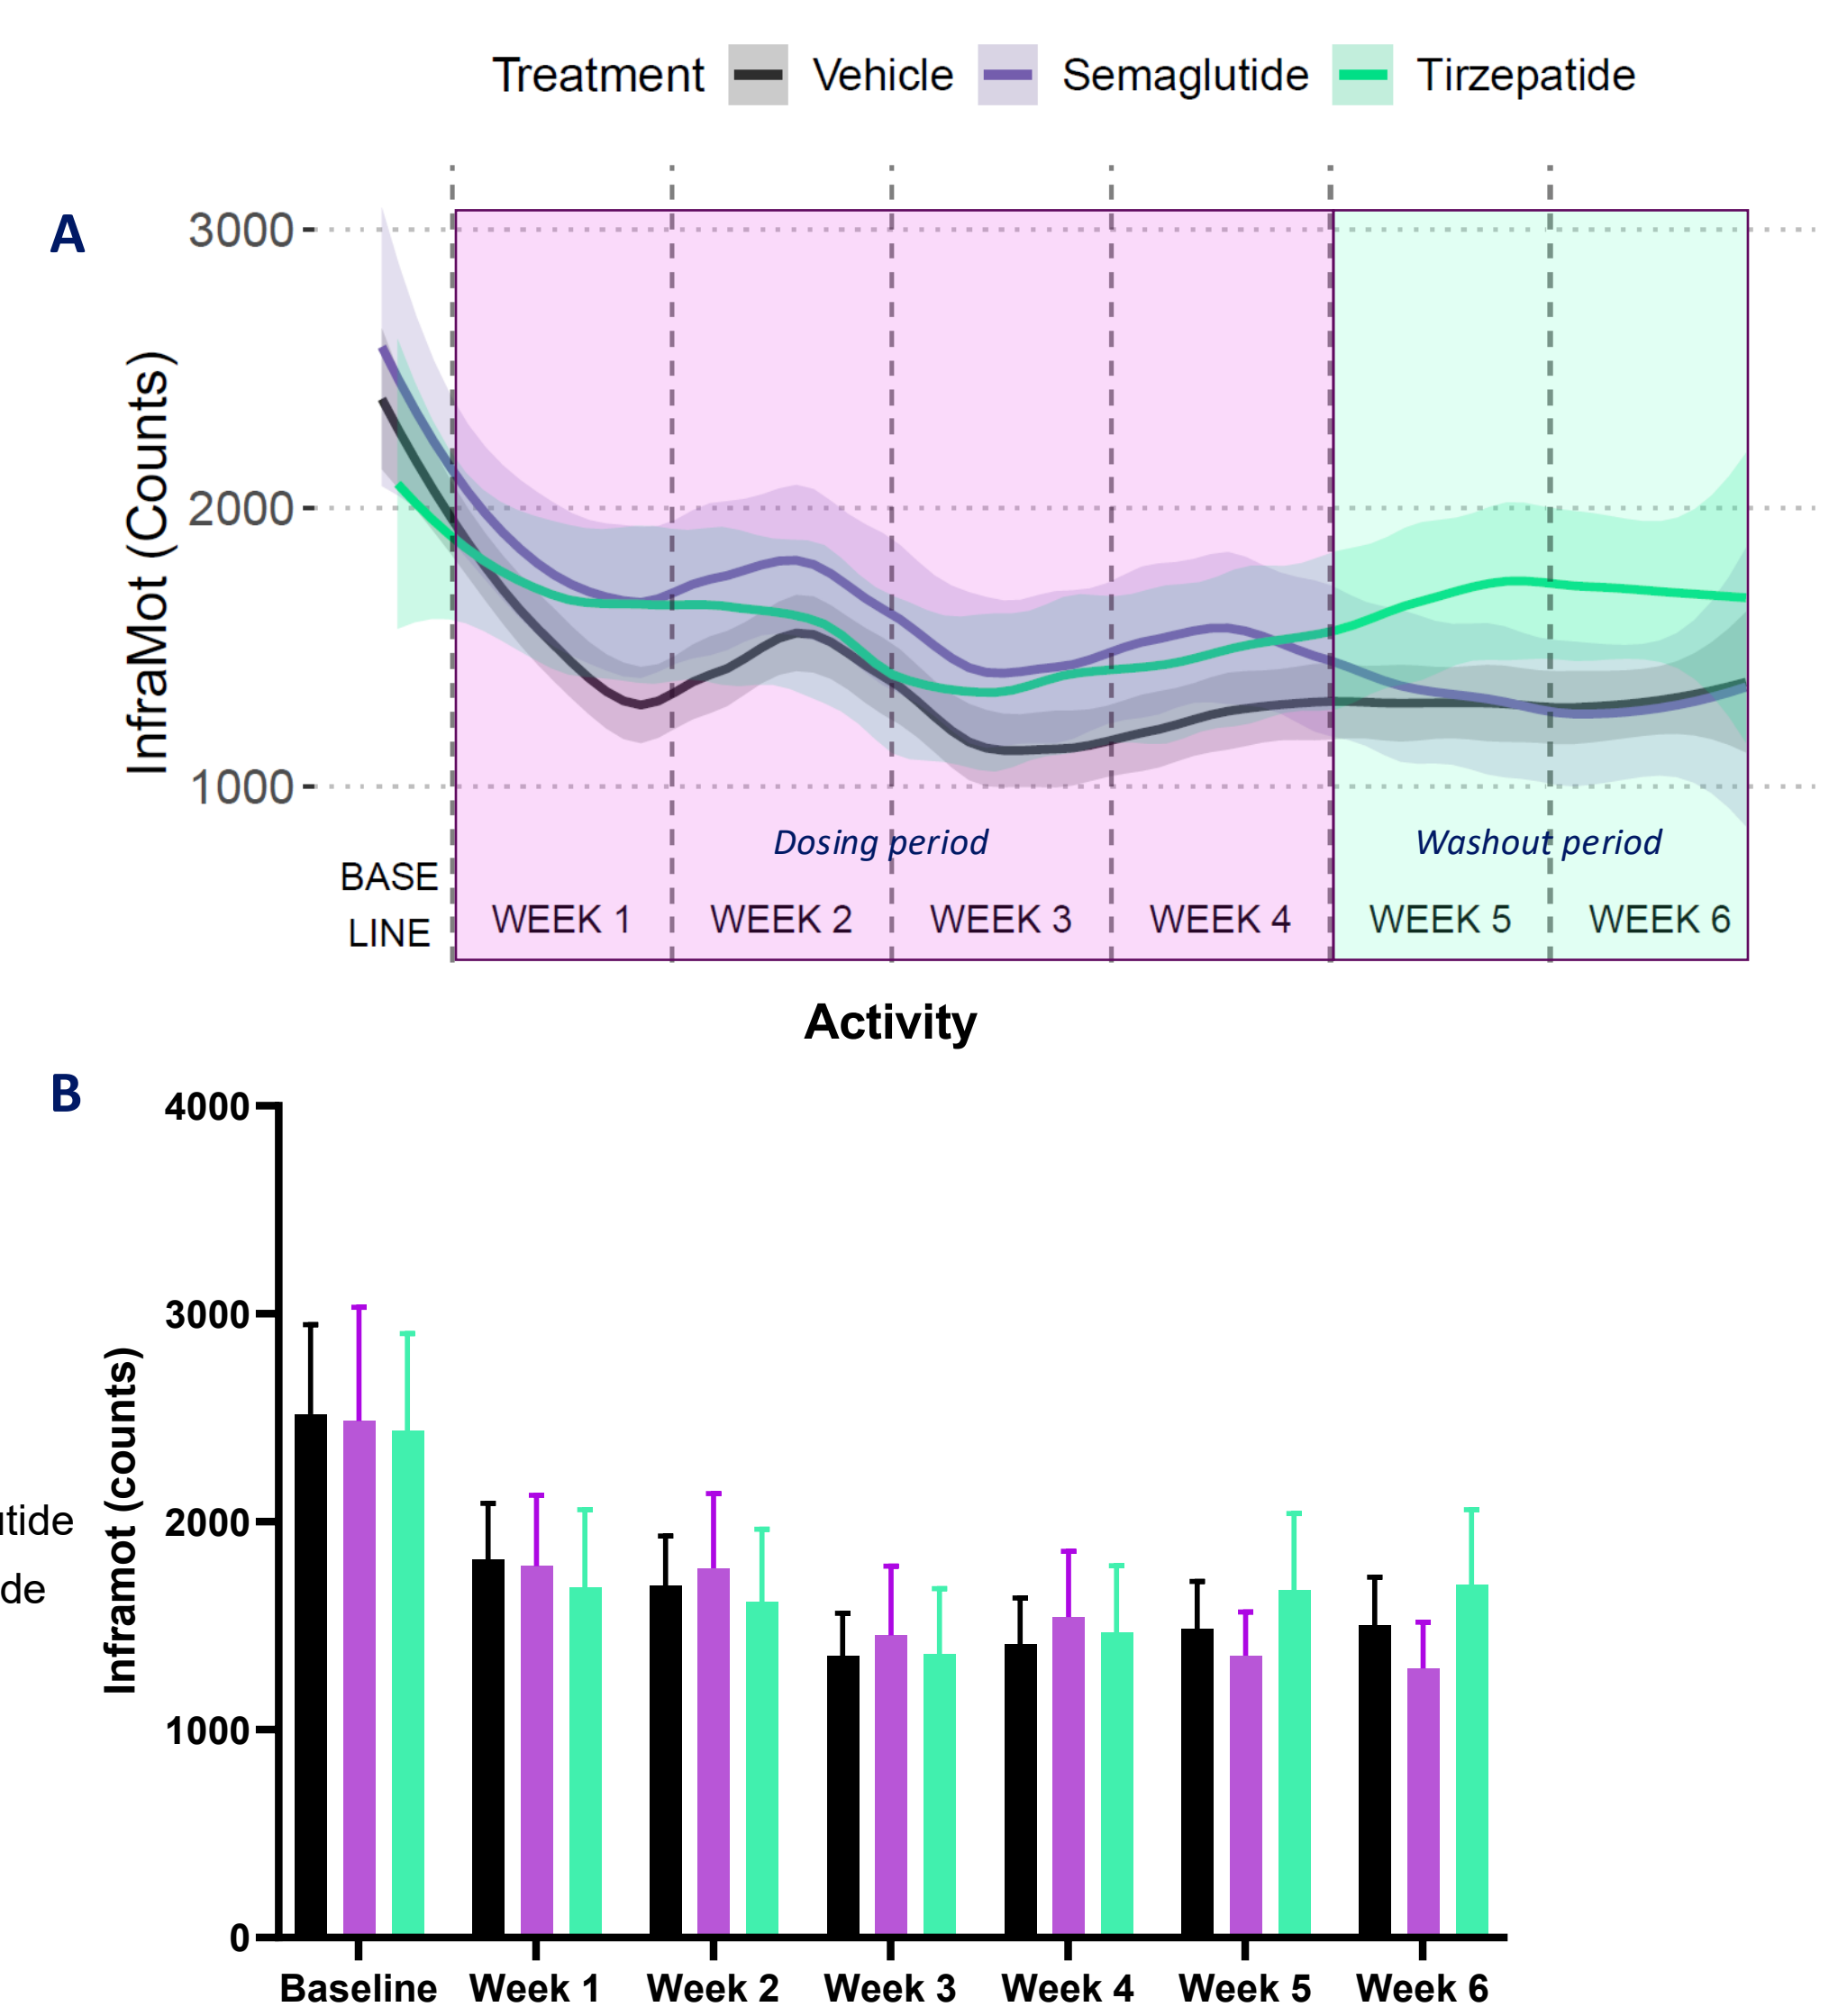 Treatment Vehicle Semaglutide Tirzepatide
A
3000
2000
1000
InfraMot (Counts)
Dosing period Washout period
BASE
LINE
WEEK 1 WEEK 2 WEEK 3 WEEK 4 WEEK 5 WEEK 6
Activity
B
4000
3000
2000
1000
0
Inframot (counts)
tide
de
Baseline Week 1 Week 2 Week 3 Week 4 Week 5 Week 6